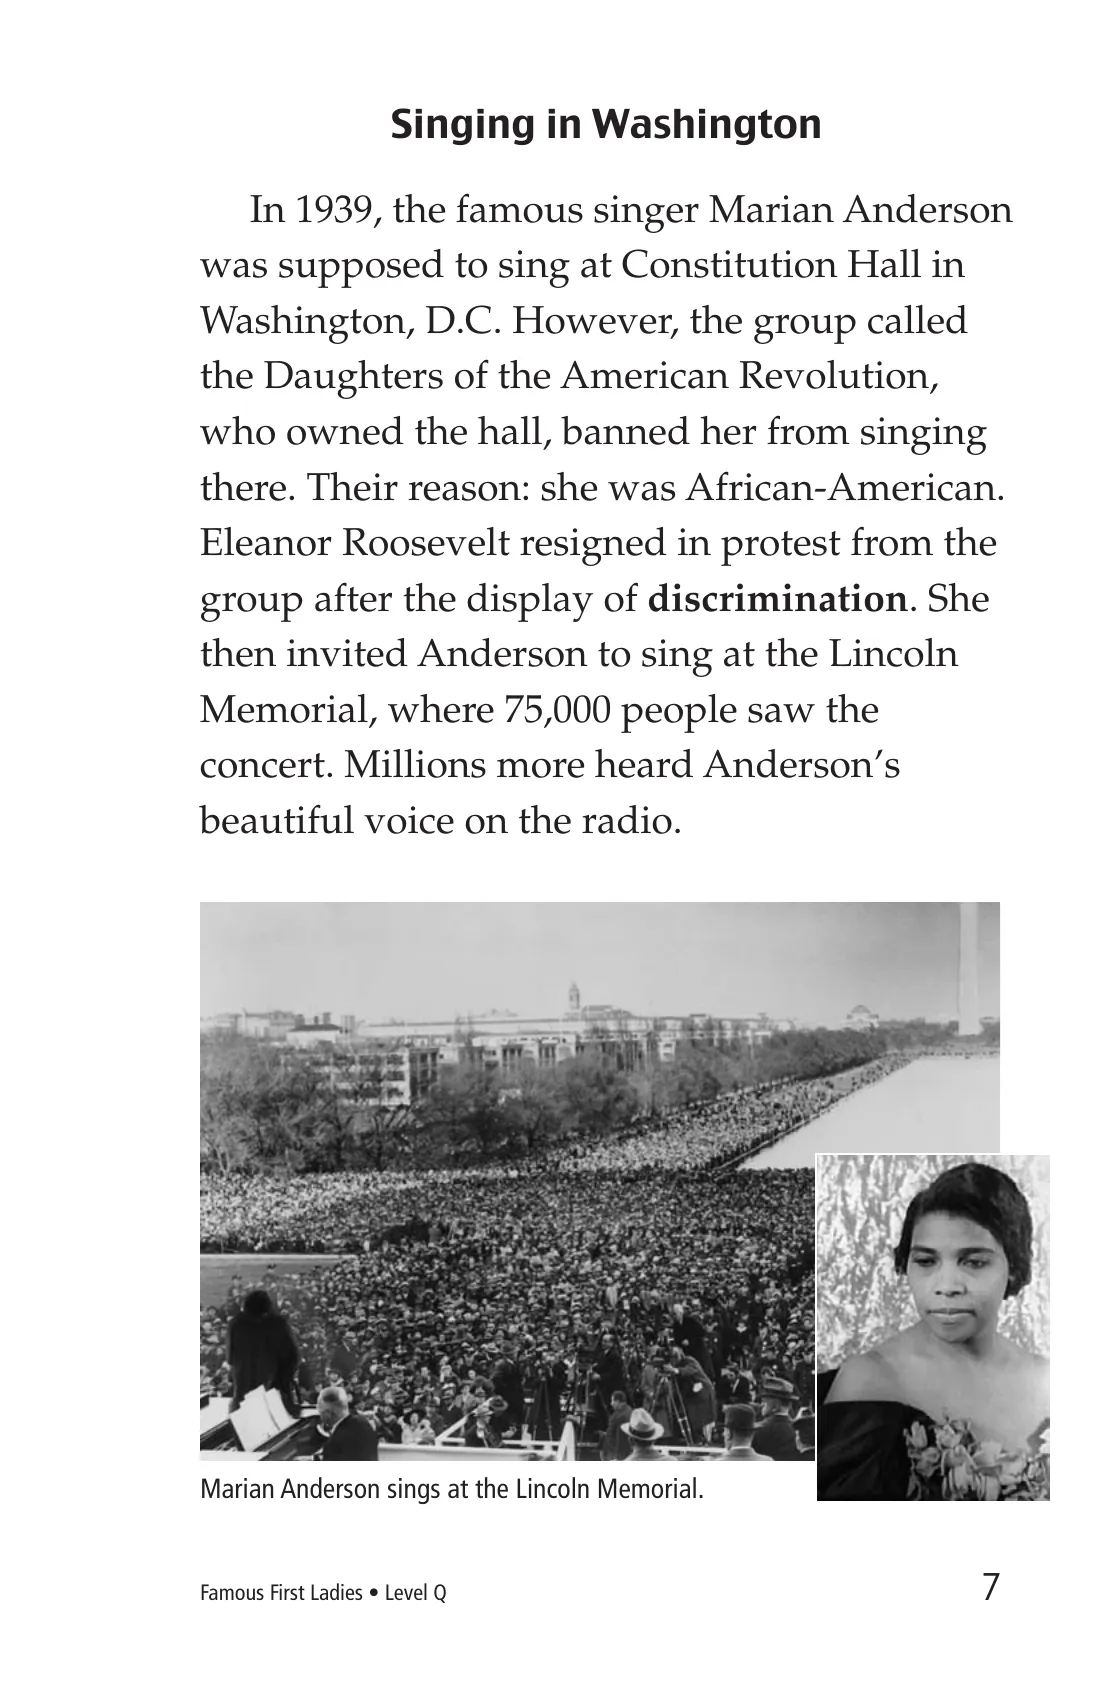 Singing in Washington
In 1939, the famous singer Marian Anderson
was supposed to sing at Constitution Hall in
Washington, D.C. However, the group called
the Daughters of the American Revolution,
who owned the hall, banned her from singing
there. Their reason: she was African-American.
Eleanor Roosevelt resigned in protest from the
group after the display of discrimination. She
then invited Anderson to sing at the Lincoln
Memorial, where 75,000 people saw the
concert. Millions more heard Anderson’s
beautiful voice on the radio.
Marian Anderson sings at the Lincoln Memorial.
Famous First Ladies • Level Q
7